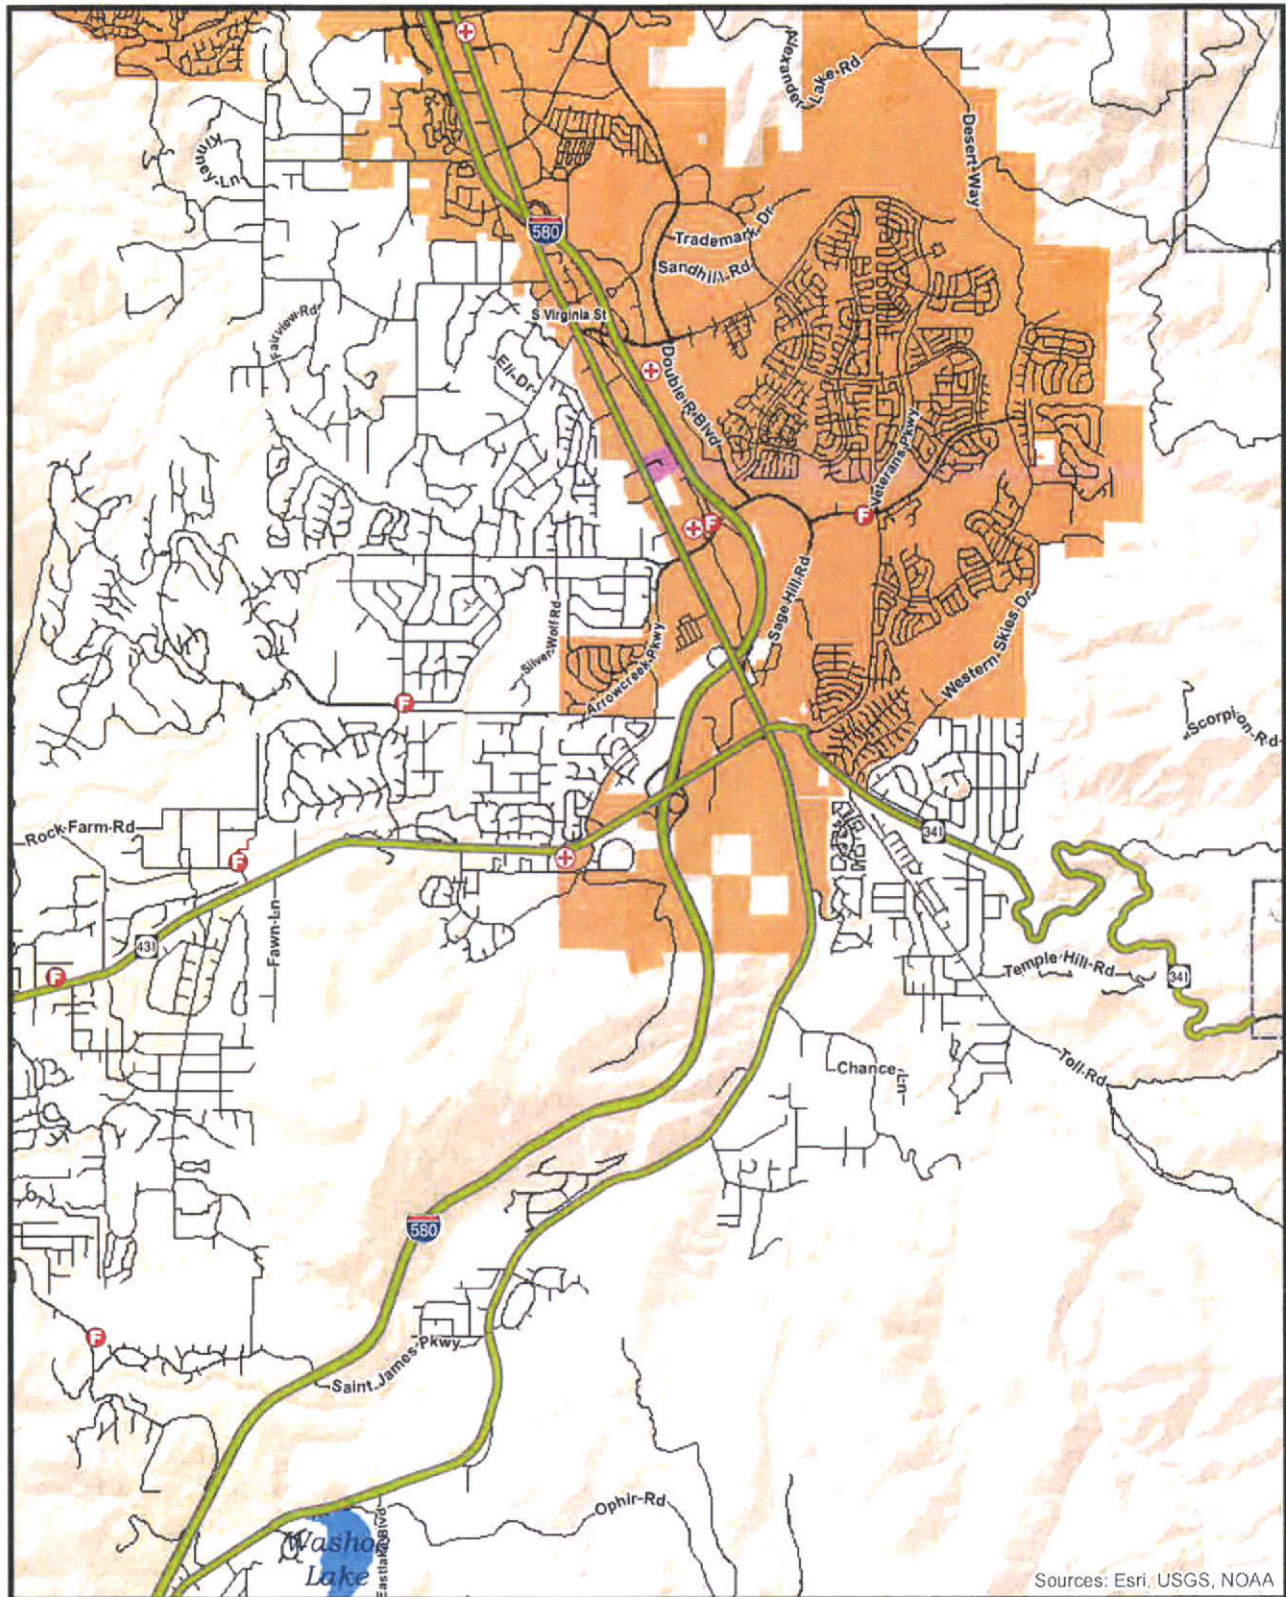 Alexander
Lake Rd
Kinney Ln
Desert Way
580
Trademark Dr
Sandhill Rd
S Virginia St
Fairview Rd
Ell Dr
Double R Blvd
Veterans Pkwy
F
F
Sage Hill Rd
Silver Wolf Rd
Arrowcreek Pkwy
Western Skies Dr
F
Scorpion Rd
Rock Farm Rd
341
F
Fawn Ln
431
F
Temple Hill Rd
341
Toll Rd
Chance Ln
580
F
Saint James Pkwy
Ophir Rd
Eastlake Blvd
Washoe
Lake
Sources: Esri, USGS, NOAA